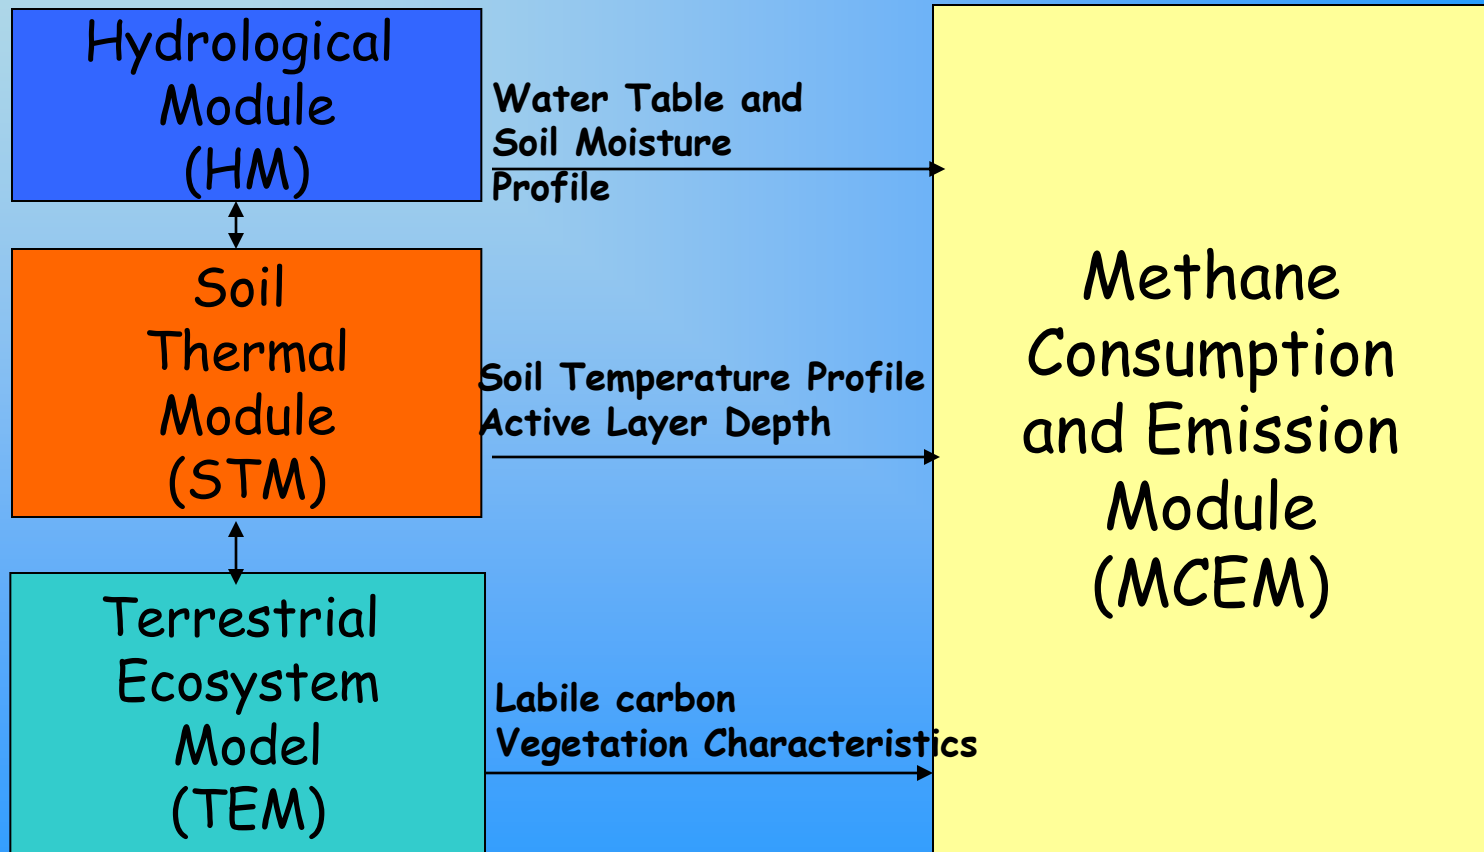 Hydrological
Module
(HM)
Water Table and
Soil Moisture
Profile
Soil
Thermal
Module
(STM)
Soil Temperature Profile
Active Layer Depth
Terrestrial
Ecosystem
Model
(TEM)
Labile carbon
Vegetation Characteristics
Methane
Consumption
and Emission
Module
(MCEM)